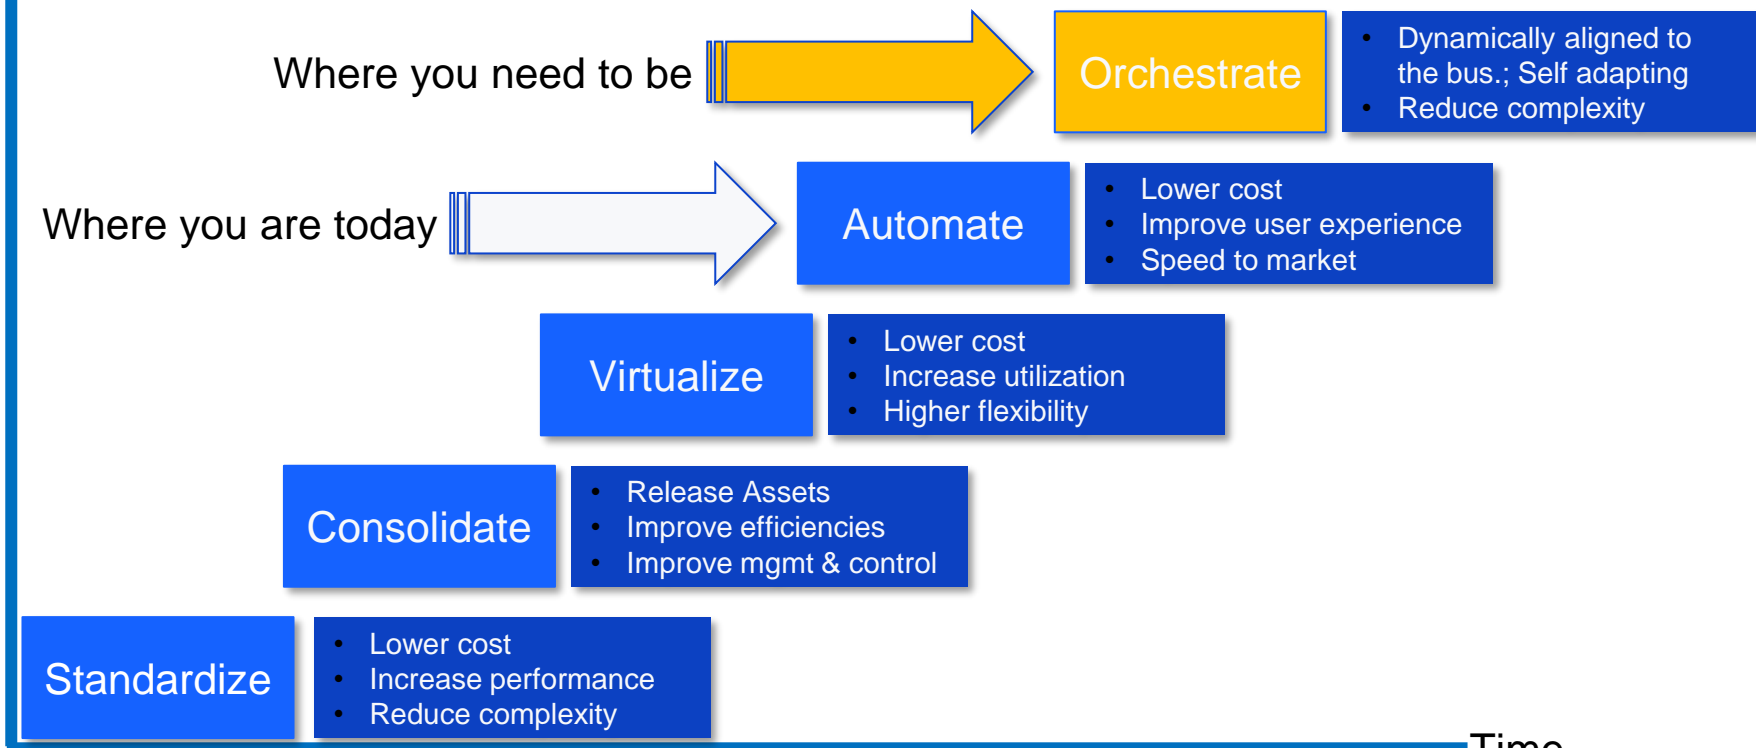 Where you need to be
Orchestrate
• Dynamically aligned to
the bus.; Self adapting
• Reduce complexity
Where you are today
Automate
• Lower cost
• Improve user experience
• Speed to market
Virtualize
• Lower cost
• Increase utilization
• Higher flexibility
Consolidate
• Release Assets
• Improve efficiencies
• Improve mgmt & control
Standardize
• Lower cost
• Increase performance
• Reduce complexity
Time